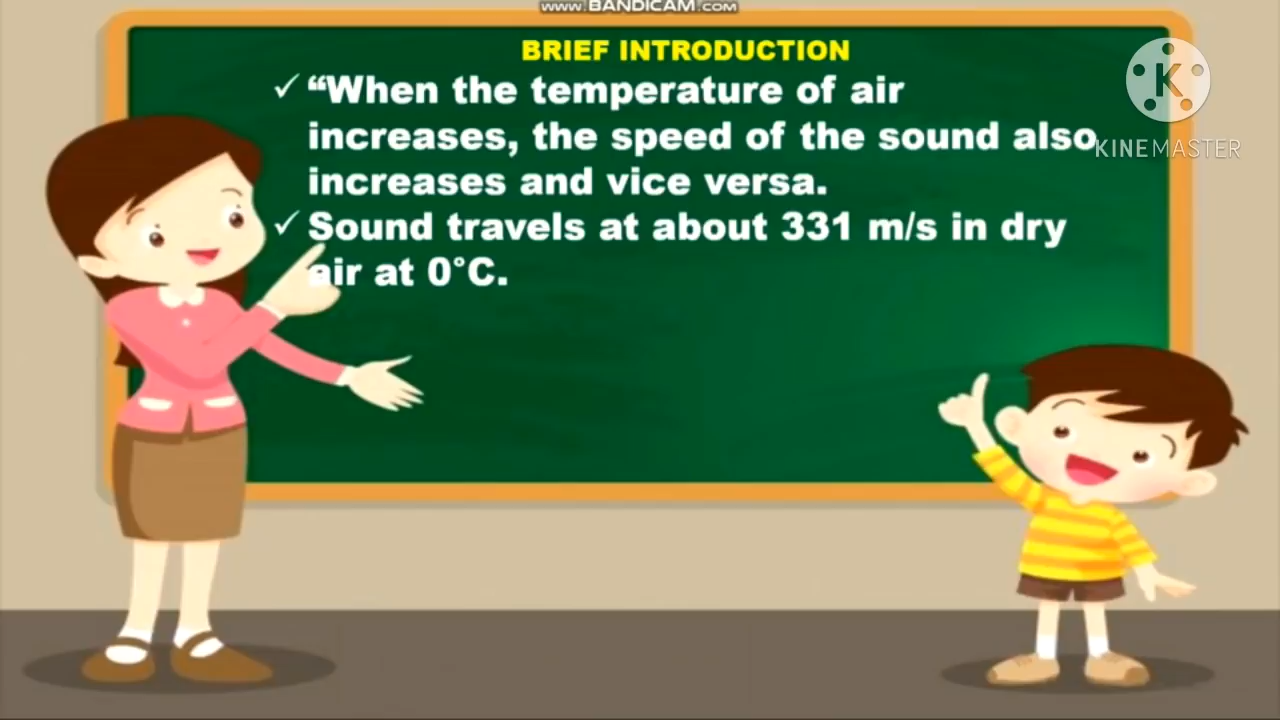 www.BANDICAM.com
BRIEF INTRODUCTION
✓ “When the temperature of air
increases, the speed of the sound also
increases and vice versa.
✓ Sound travels at about 331 m/s in dry
air at 0°C.
K
KINEMASTER